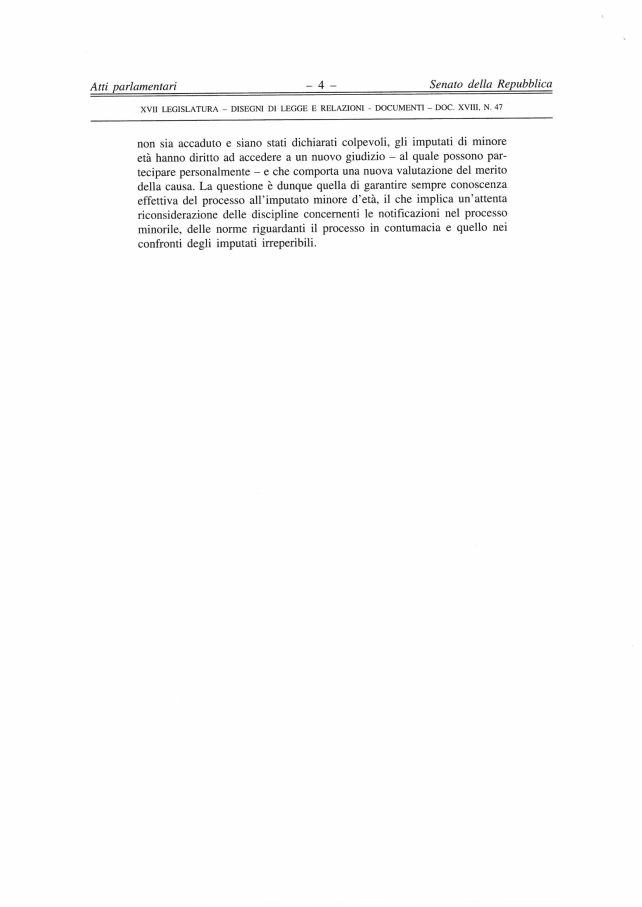 Atti parlamentari – 4 – Senato della Repubblica
XVII LEGISLATURA – DISEGNI DI LEGGE E RELAZIONI - DOCUMENTI – DOC. XVIII, N. 47
non sia accaduto e siano stati dichiarati colpevoli, gli imputati di minore
età hanno diritto ad accedere a un nuovo giudizio – al quale possono par-
tecipare personalmente – e che comporta una nuova valutazione del merito
della causa. La questione è dunque quella di garantire sempre conoscenza
effettiva del processo all'imputato minore d'età, il che implica un'attenta
riconsiderazione delle discipline concernenti le notificazioni nel processo
minorile, delle norme riguardanti il processo in contumacia e quello nei
confronti degli imputati irreperibili.